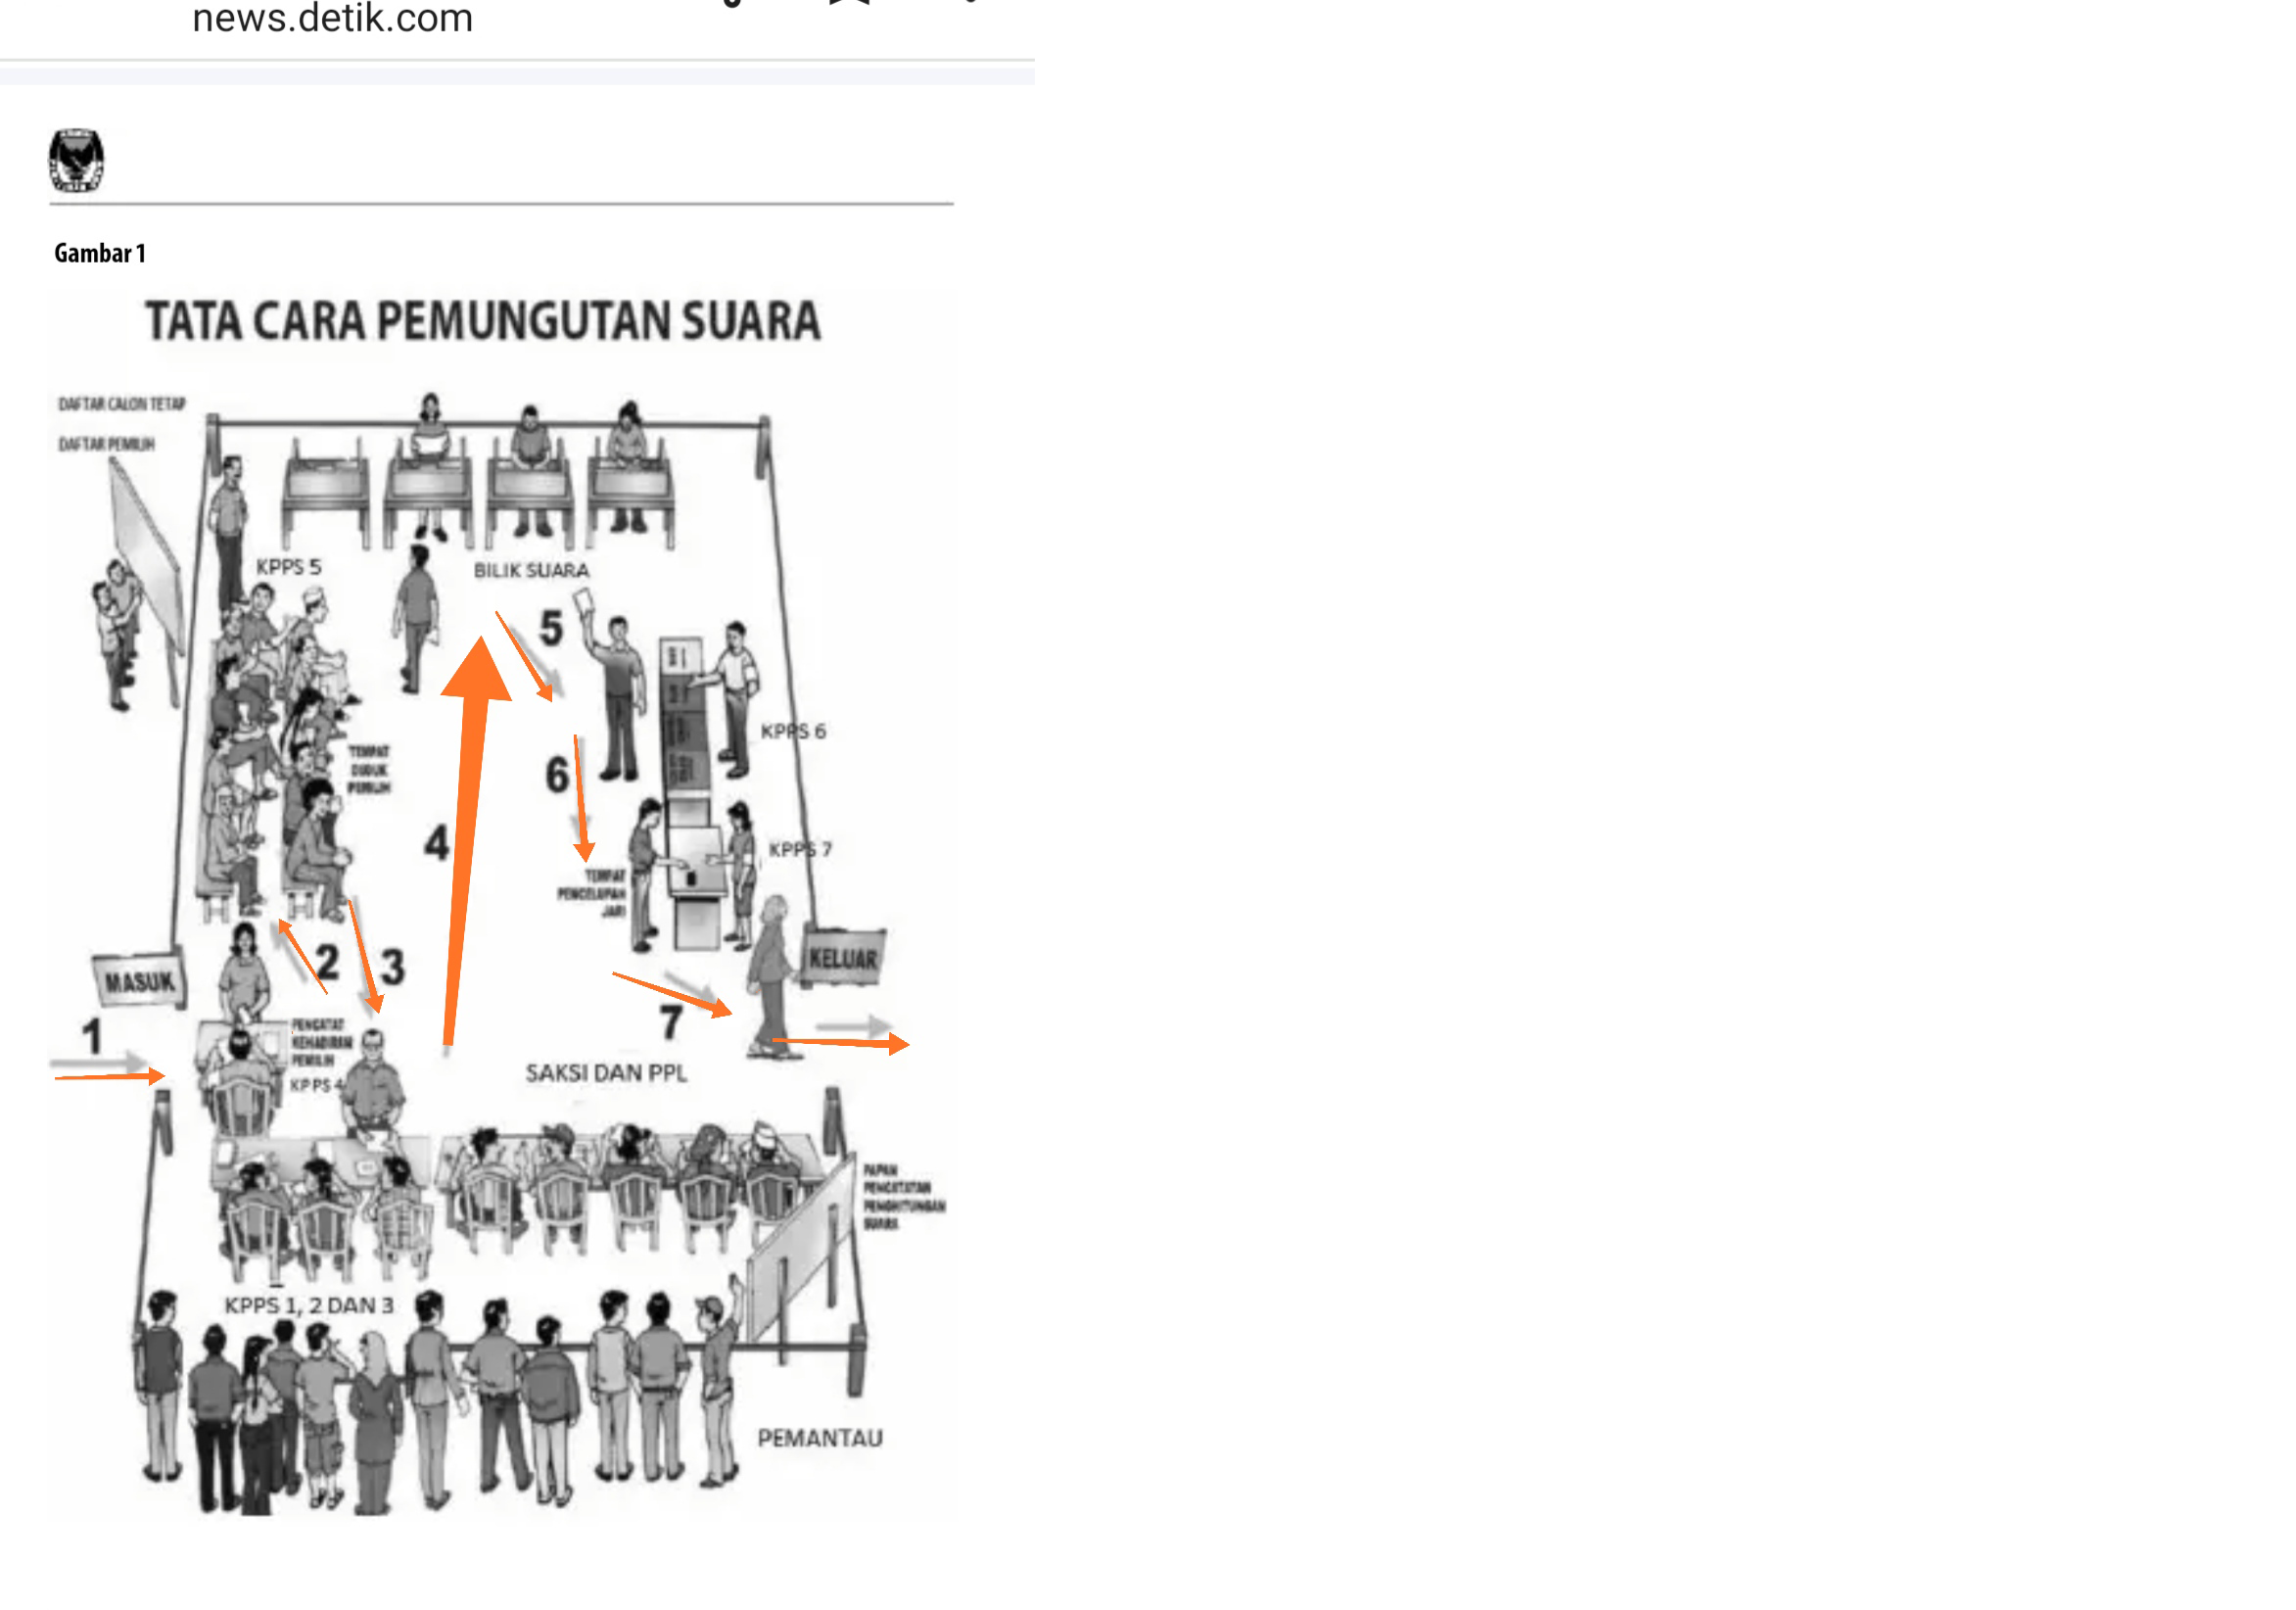 news.detik.com
Gambar 1
TATA CARA PEMUNGUTAN SUARA
DAFTAR CALON TETAP
DAFTAR PEMILIH
KPPS 5
BILIK SUARA
5
KPPS 6
TEMPAT
DUDUK
PEMILIH
6
4
KPPS 7
TEMPAT
PENCELUPAN
JARI
2
3
MASUK
KELUAR
1
7
PENCATAT
KEHADIRAN
PEMILIH
KPPS 4
SAKSI DAN PPL
PAPAN
PENCATATAN
PENGHITUNGAN
SUARA
KPPS 1, 2 DAN 3
PEMANTAU